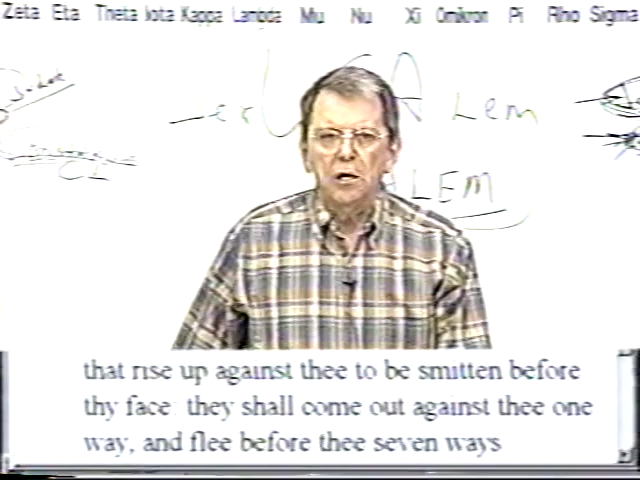 Zeta Eta Theta Iota Kappa Lambda Mu Nu Xi Omikron Pi Rho Sigma
Lem
ALEM
that rise up against thee to be smitten before
thy face they shall come out against thee one
way, and flee before thee seven ways